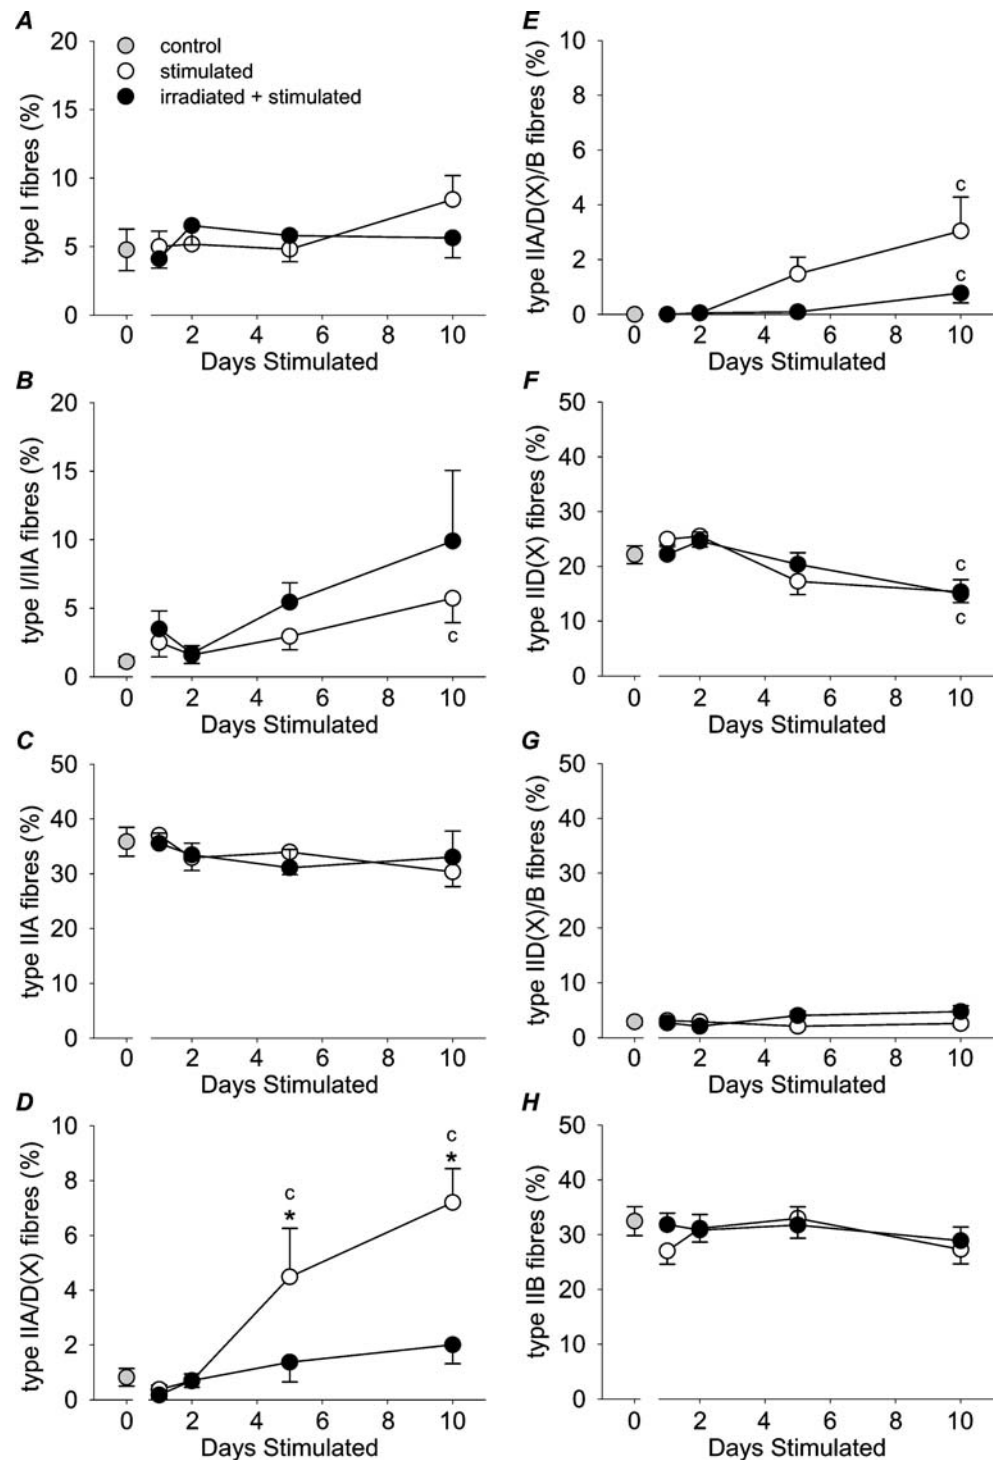 A
type I fibres (%)
20
15
10
5
0
control
stimulated
irradiated + stimulated
0 2 4 6 8 10
Days Stimulated
B
type I/IIA fibres (%)
20
15
10
5
0
c
0 2 4 6 8 10
Days Stimulated
C
type IIA fibres (%)
50
40
30
20
10
0
0 2 4 6 8 10
Days Stimulated
D
type IIA/D(X) fibres (%)
10
8
6
4
2
0
c
*
c
*
0 2 4 6 8 10
Days Stimulated
E
type IIA/D(X)/B fibres (%)
10
8
6
4
2
0
c
c
0 2 4 6 8 10
Days Stimulated
F
type IID(X) fibres (%)
50
40
30
20
10
0
c
c
0 2 4 6 8 10
Days Stimulated
G
type IID(X)/B fibres (%)
50
40
30
20
10
0
0 2 4 6 8 10
Days Stimulated
H
type IIB fibres (%)
50
40
30
20
10
0
0 2 4 6 8 10
Days Stimulated